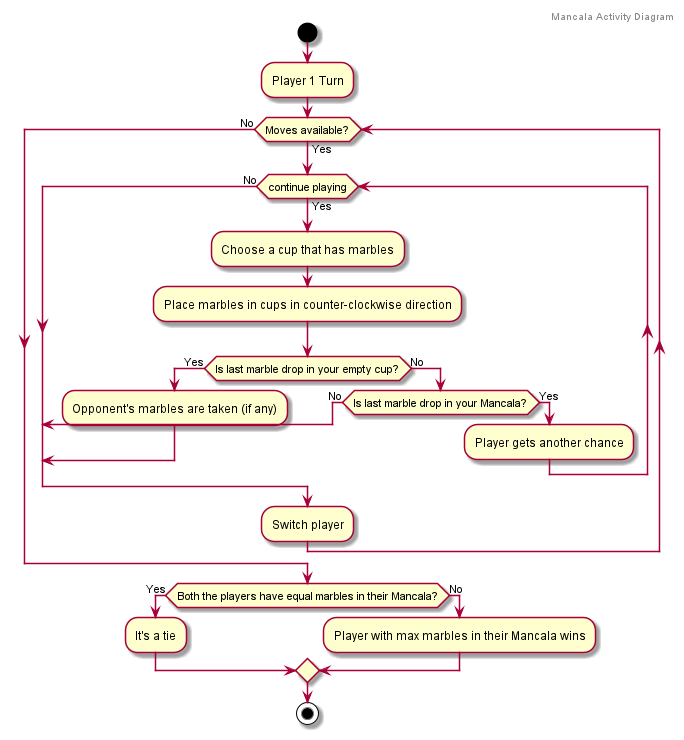 Mancala Activity Diagram
Player 1 Turn
No
Moves available?
Yes
No
continue playing
Yes
Choose a cup that has marbles
Place marbles in cups in counter-clockwise direction
Yes
Is last marble drop in your empty cup?
No
Opponent's marbles are taken (if any)
No
Is last marble drop in your Mancala?
Yes
Player gets another chance
Switch player
Yes
Both the players have equal marbles in their Mancala?
No
It's a tie
Player with max marbles in their Mancala wins